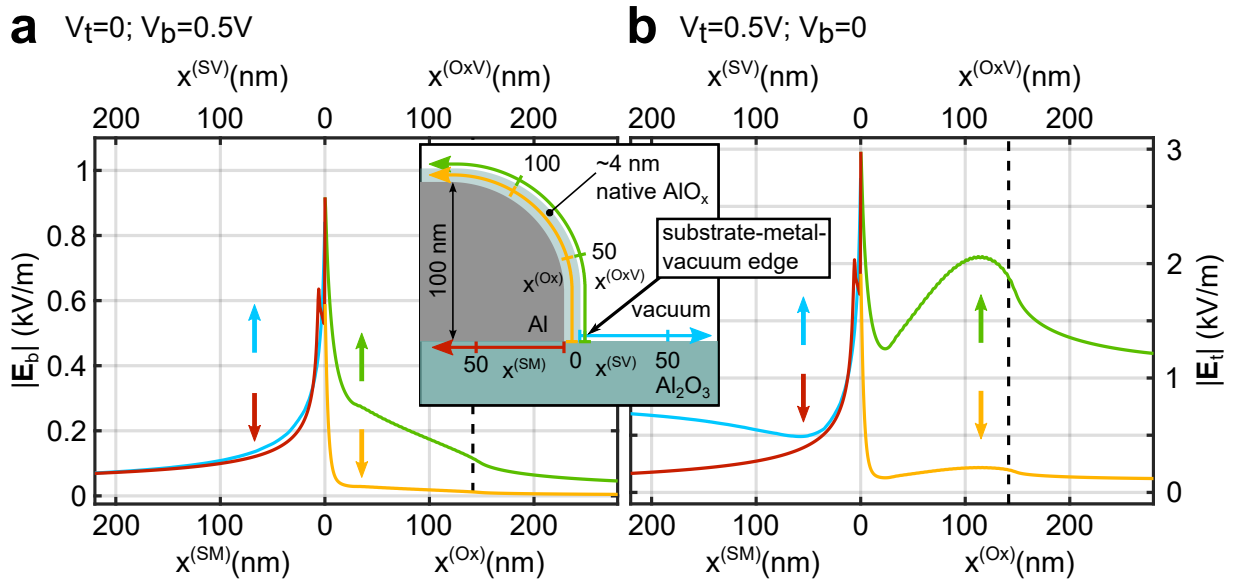 a V_t=0; V_b=0.5V
b V_t=0.5V; V_b=0
x^(SV)(nm)
x^(OxV)(nm)
x^(SV)(nm)
x^(OxV)(nm)
200 100 0 100 200
200 100 0 100 200
|E_b| (kV/m)
1
0.8
0.6
0.4
0.2
0
100
~4 nm
native AlO_x
50
substrate-metal-
vacuum edge
100 nm
x^(Ox)
x^(OxV)
Al
vacuum
50
x^(SM)
0
x^(SV)
50
Al_2O_3
3
2
1
0
|E_t| (kV/m)
200 100 0 100 200
200 100 0 100 200
x^(SM)(nm)
x^(Ox)(nm)
x^(SM)(nm)
x^(Ox)(nm)